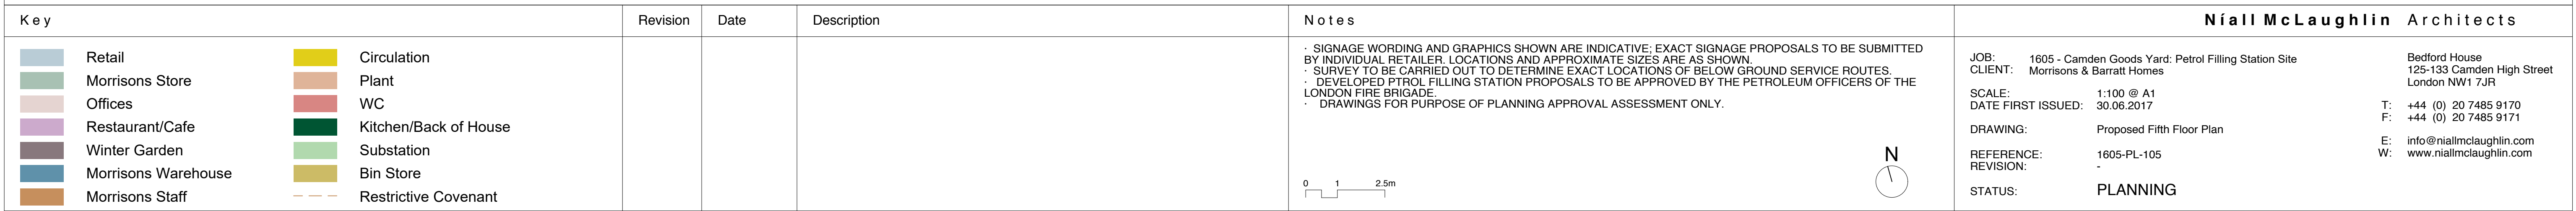 Key
Retail
Morrisons Store
Offices
Restaurant/Cafe
Winter Garden
Morrisons Warehouse
Morrisons Staff
Circulation
Plant
WC
Kitchen/Back of House
Substation
Bin Store
Restrictive Covenant
Revision
Date
Description
Notes
· SIGNAGE WORDING AND GRAPHICS SHOWN ARE INDICATIVE; EXACT SIGNAGE PROPOSALS TO BE SUBMITTED
BY INDIVIDUAL RETAILER. LOCATIONS AND APPROXIMATE SIZES ARE AS SHOWN.
· SURVEY TO BE CARRIED OUT TO DETERMINE EXACT LOCATIONS OF BELOW GROUND SERVICE ROUTES.
· DEVELOPED PTROL FILLING STATION PROPOSALS TO BE APPROVED BY THE PETROLEUM OFFICERS OF THE
LONDON FIRE BRIGADE.
· DRAWINGS FOR PURPOSE OF PLANNING APPROVAL ASSESSMENT ONLY.
0 1 2.5m
N
Níall McLaughlin Architects
JOB: 1605 - Camden Goods Yard: Petrol Filling Station Site
CLIENT: Morrisons & Barratt Homes
SCALE: 1:100 @ A1
DATE FIRST ISSUED: 30.06.2017
DRAWING: Proposed Fifth Floor Plan
REFERENCE: 1605-PL-105
REVISION: -
STATUS: PLANNING
Bedford House
125-133 Camden High Street
London NW1 7JR
T: +44 (0) 20 7485 9170
F: +44 (0) 20 7485 9171
E: info@niallmclaughlin.com
W: www.niallmclaughlin.com